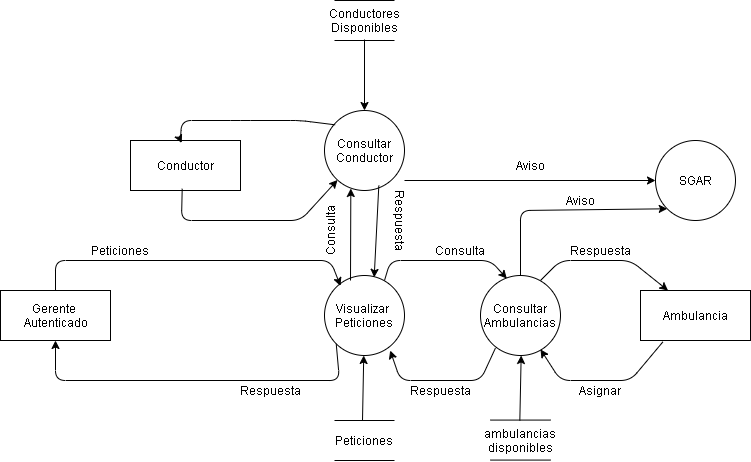 Conductores
Disponibles
Consultar
Conductor
Conductor
Aviso
SGAR
Aviso
Consulta
Respuesta
Peticiones
Consulta
Respuesta
Gerente
Autenticado
Visualizar
Peticiones
Consultar
Ambulancias
Ambulancia
Respuesta
Respuesta
Asignar
Peticiones
ambulancias
disponibles